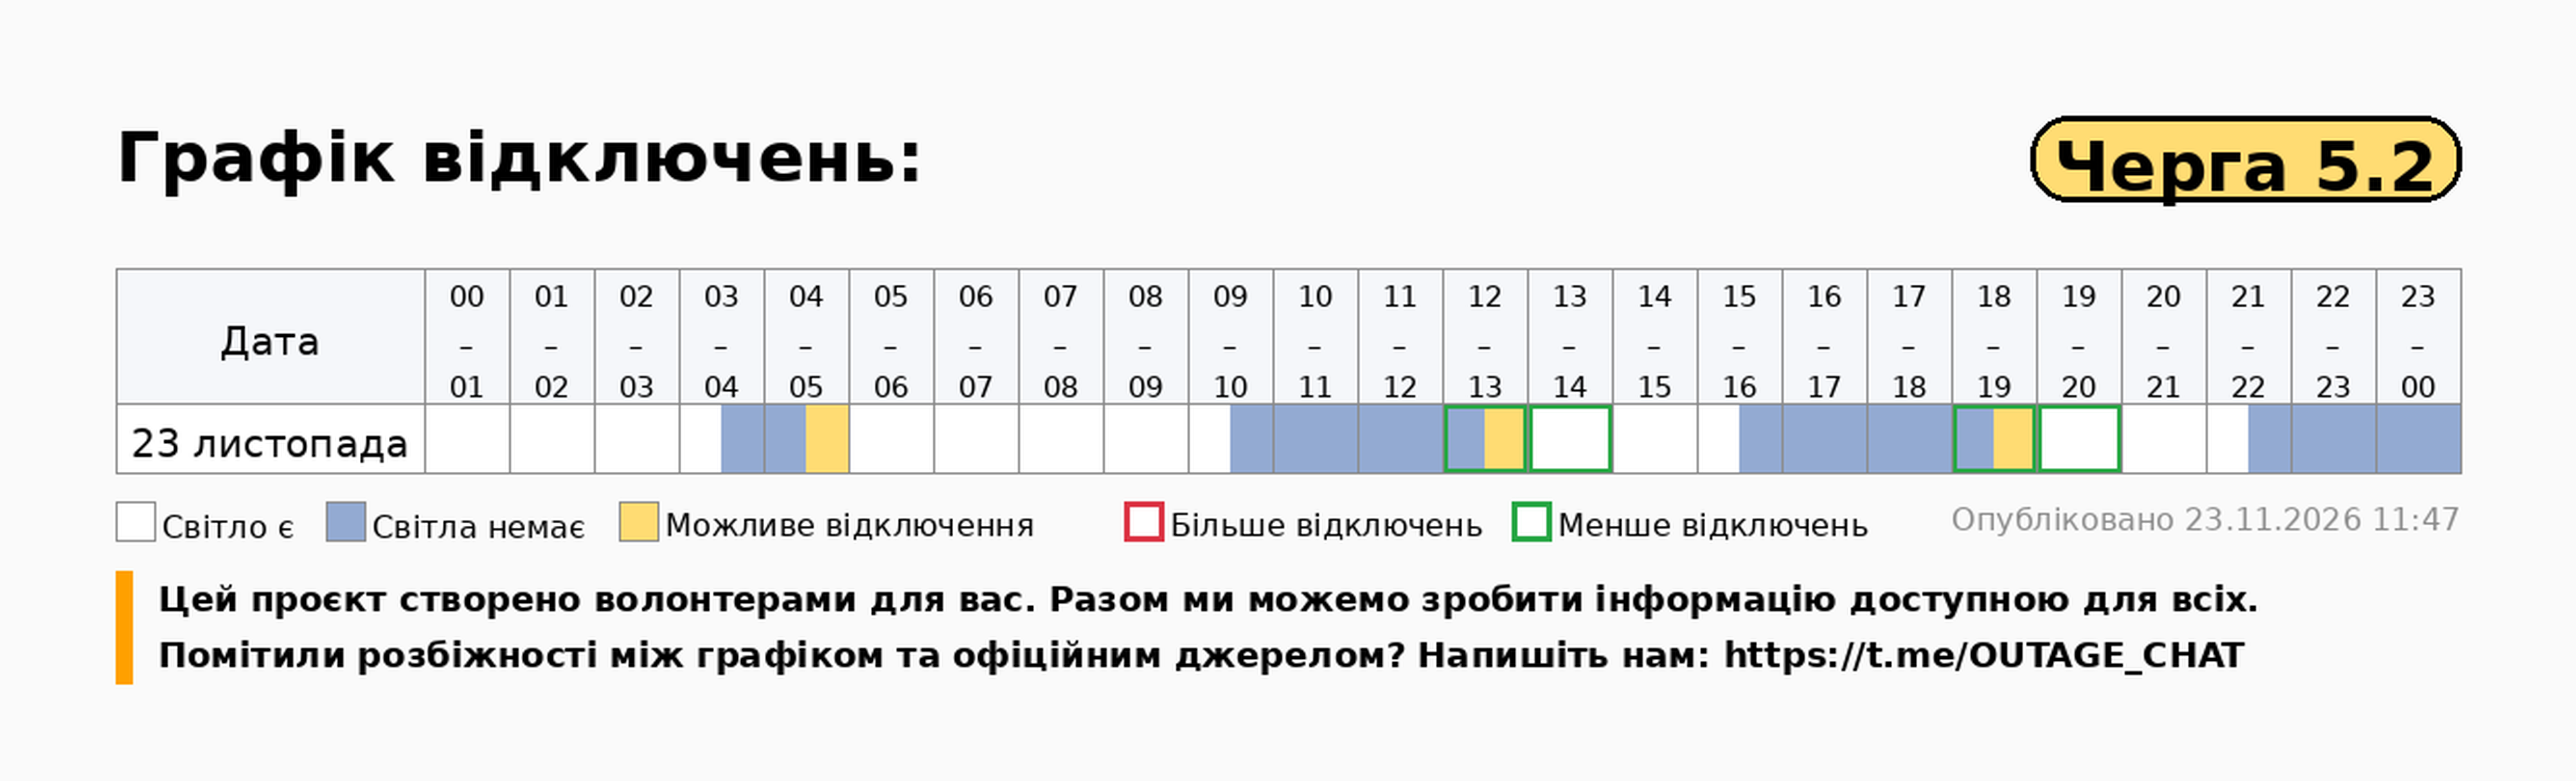 Графік відключень:
Черга 5.2
Дата 00 – 01 01 – 02 02 – 03 03 – 04 04 – 05 05 – 06 06 – 07 07 – 08 08 – 09 09 – 10 10 – 11 11 – 12 12 – 13 13 – 14 14 – 15 15 – 16 16 – 17 17 – 18 18 – 19 19 – 20 20 – 21 21 – 22 22 – 23 23 – 00
23 листопада
Світло є Світла немає Можливе відключення Більше відключень Менше відключень Опубліковано 23.11.2026 11:47
Цей проєкт створено волонтерами для вас. Разом ми можемо зробити інформацію доступною для всіх.
Помітили розбіжності між графіком та офіційним джерелом? Напишіть нам: https://t.me/OUTAGE_CHAT